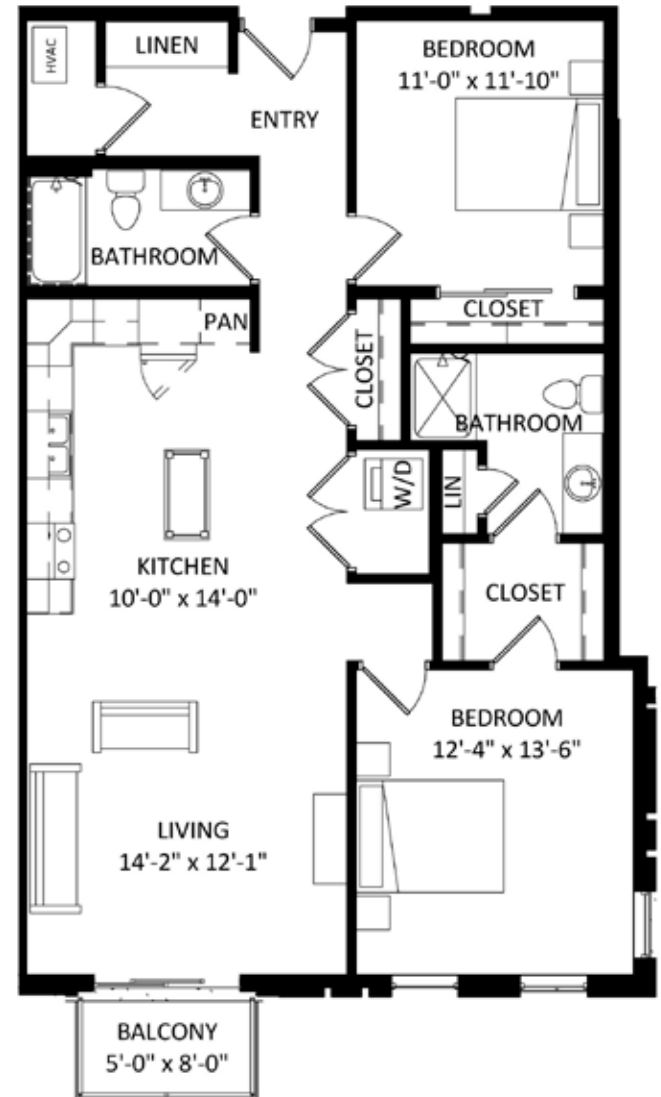 HVAC
LINEN
ENTRY
BEDROOM
11'-0" x 11'-10"
BATHROOM
CLOSET
PAN
CLOSET
BATHROOM
W/D
LIN
KITCHEN
10'-0" x 14'-0"
CLOSET
BEDROOM
12'-4" x 13'-6"
LIVING
14'-2" x 12'-1"
BALCONY
5'-0" x 8'-0"